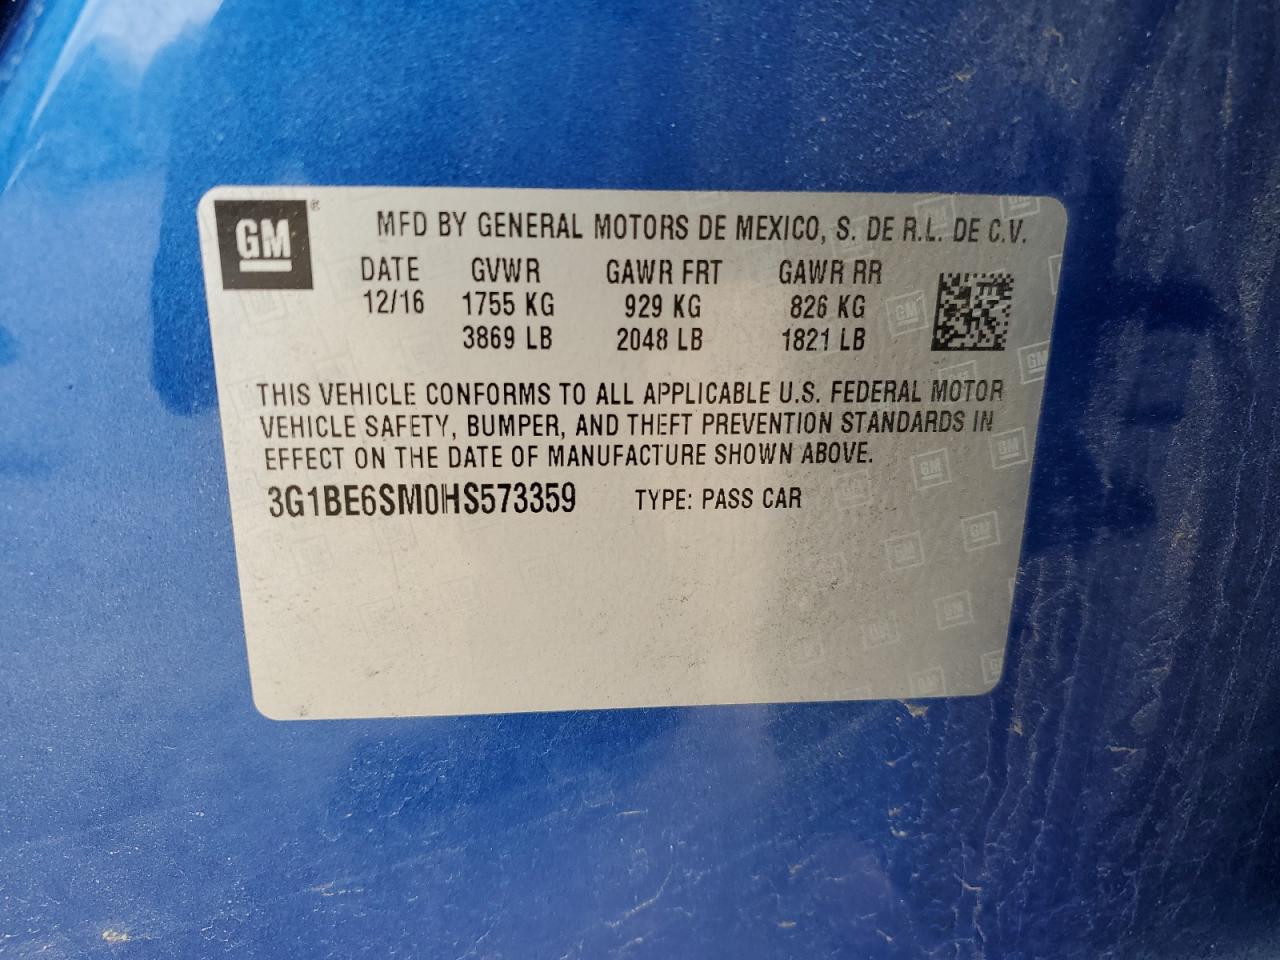 GM® MFD BY GENERAL MOTORS DE MEXICO, S. DE R.L. DE C.V.
DATE GVWR GAWR FRT GAWR RR
12/16 1755 KG 929 KG 826 KG
3869 LB 2048 LB 1821 LB
THIS VEHICLE CONFORMS TO ALL APPLICABLE U.S. FEDERAL MOTOR
VEHICLE SAFETY, BUMPER, AND THEFT PREVENTION STANDARDS IN
EFFECT ON THE DATE OF MANUFACTURE SHOWN ABOVE.
3G1BE6SM0HS573359 TYPE: PASS CAR